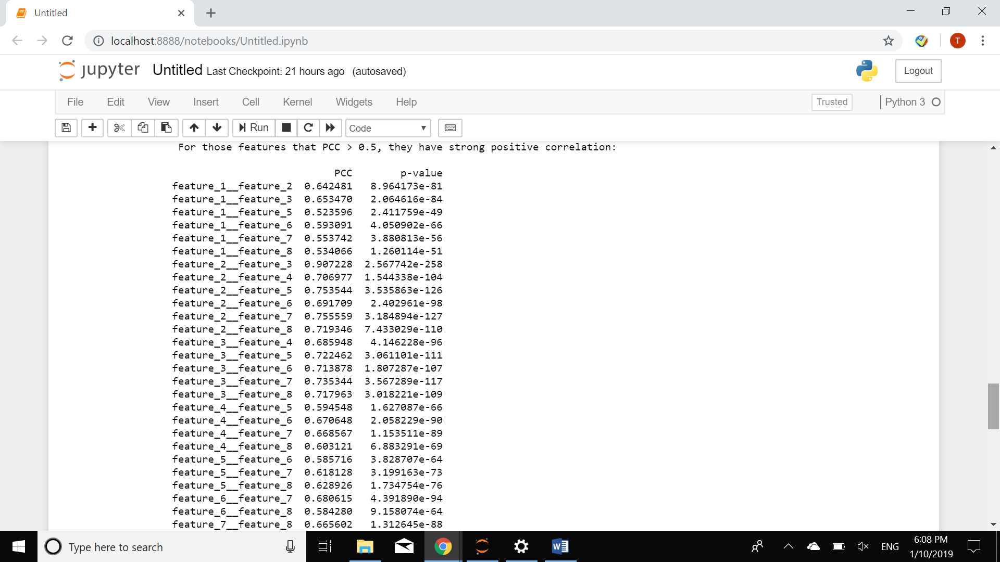 Untitled
localhost:8888/notebooks/Untitled.ipynb
T
jupyter Untitled Last Checkpoint: 21 hours ago (autosaved)
Logout
File Edit View Insert Cell Kernel Widgets Help
Trusted Python 3
Run Code
For those features that PCC > 0.5, they have strong positive correlation:
PCC p-value
feature_1__feature_2 0.642481 8.964173e-81
feature_1__feature_3 0.653470 2.064616e-84
feature_1__feature_5 0.523596 2.411759e-49
feature_1__feature_6 0.593091 4.050902e-66
feature_1__feature_7 0.553742 3.880813e-56
feature_1__feature_8 0.534066 1.260114e-51
feature_2__feature_3 0.907228 2.567742e-258
feature_2__feature_4 0.706977 1.544338e-104
feature_2__feature_5 0.753544 3.535863e-126
feature_2__feature_6 0.691709 2.402961e-98
feature_2__feature_7 0.755559 3.184894e-127
feature_2__feature_8 0.719346 7.433029e-110
feature_3__feature_4 0.685948 4.146228e-96
feature_3__feature_5 0.722462 3.061101e-111
feature_3__feature_6 0.713878 1.807287e-107
feature_3__feature_7 0.735344 3.567289e-117
feature_3__feature_8 0.717963 3.018221e-109
feature_4__feature_5 0.594548 1.627087e-66
feature_4__feature_6 0.670648 2.058229e-90
feature_4__feature_7 0.668567 1.153511e-89
feature_4__feature_8 0.603121 6.883291e-69
feature_5__feature_6 0.585716 3.828707e-64
feature_5__feature_7 0.618128 3.199163e-73
feature_5__feature_8 0.628926 1.734754e-76
feature_6__feature_7 0.680615 4.391890e-94
feature_6__feature_8 0.584280 9.158074e-64
feature_7__feature_8 0.665602 1.312645e-88
Type here to search
ENG
6:08 PM
1/10/2019